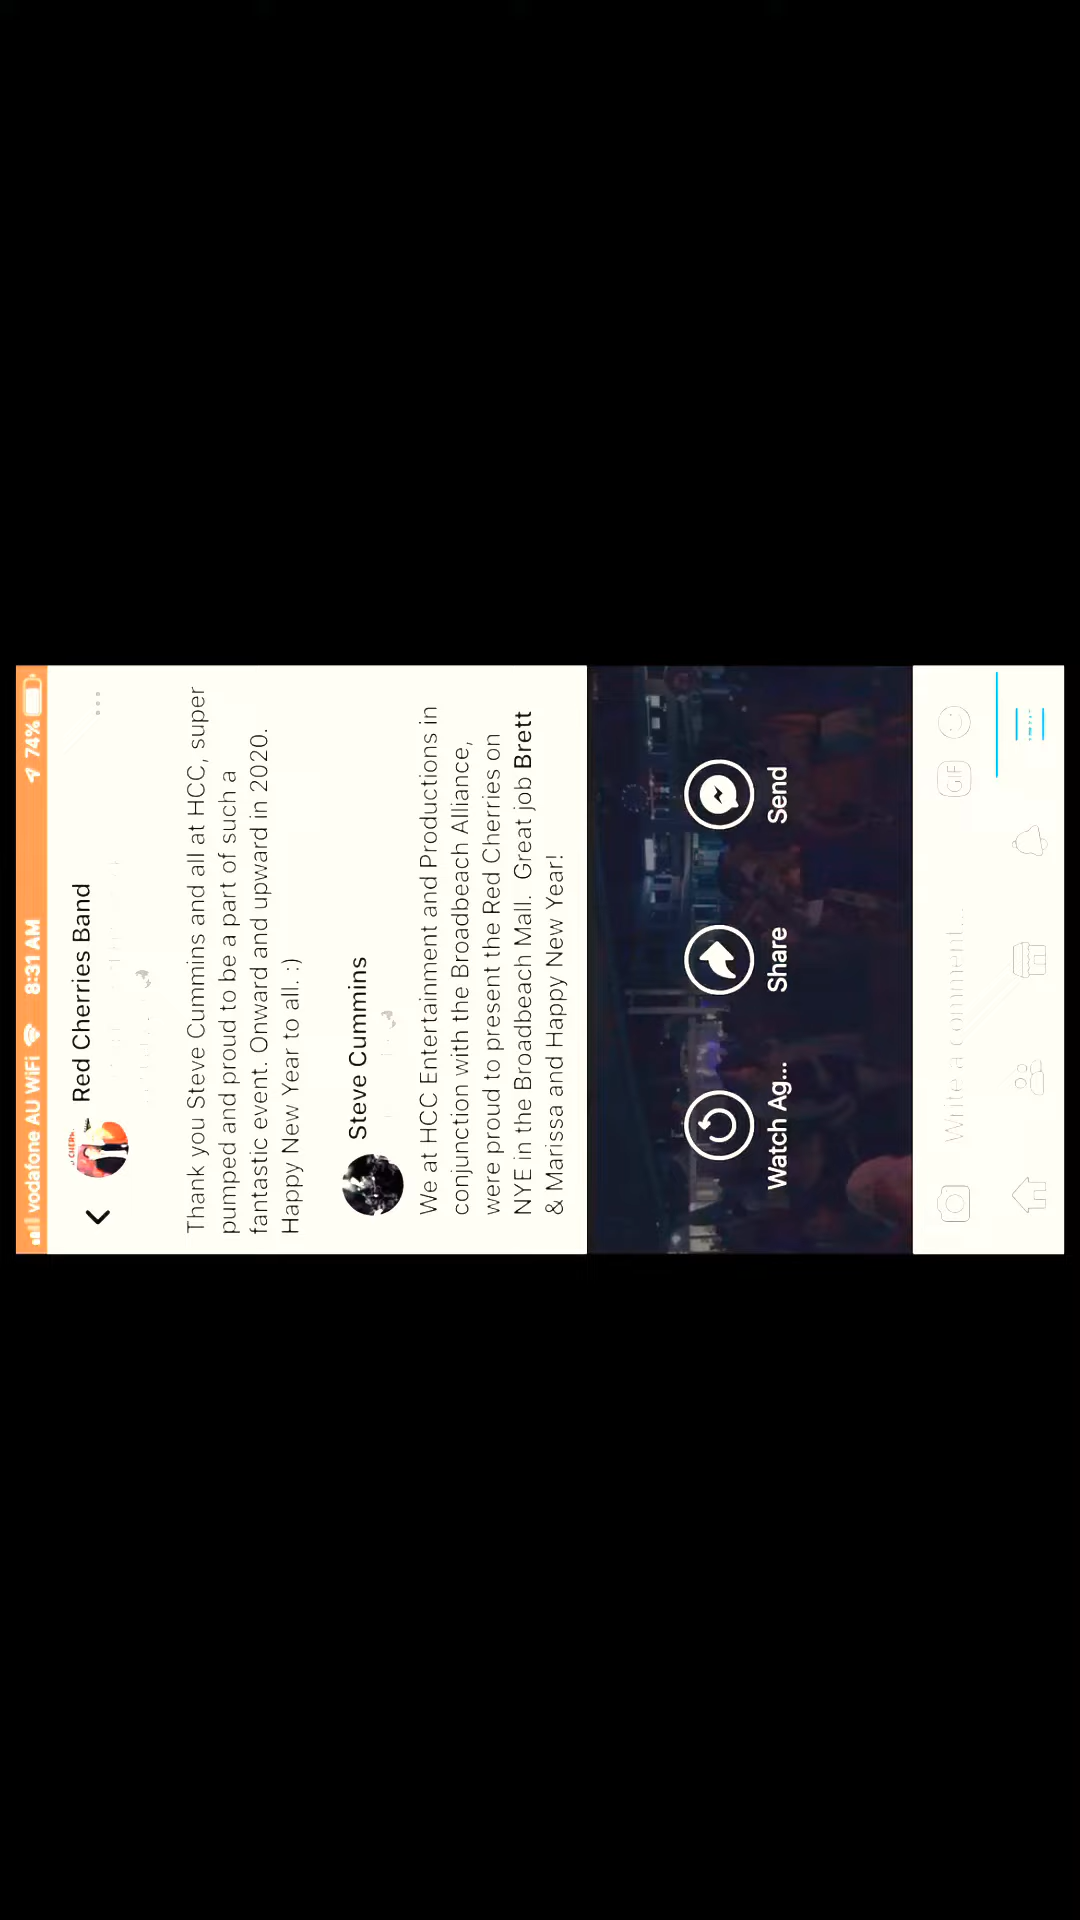 vodafone AU WiFi 8:31 AM 74%
Red Cherries Band
Thank you Steve Cummins and all at HCC, super
pumped and proud to be a part of such a
fantastic event. Onward and upward in 2020.
Happy New Year to all. :)
Steve Cummins
We at HCC Entertainment and Productions in
conjunction with the Broadbeach Alliance,
were proud to present the Red Cherries on
NYE in the Broadbeach Mall.  Great job Brett
& Marissa and Happy New Year!
Watch Ag... Share Send
Write a comment... GIF